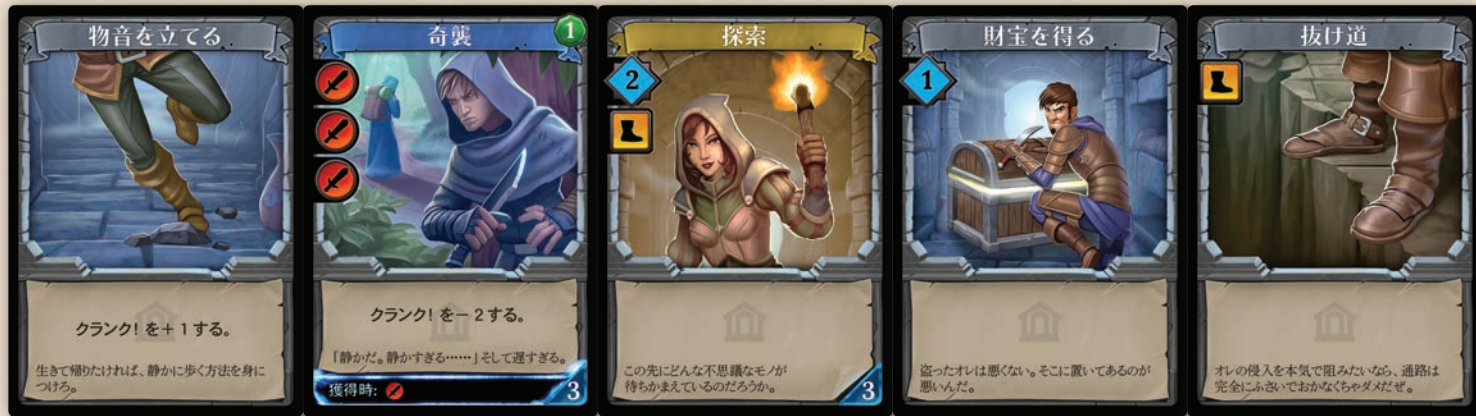 物音を立てる
クランク! を+1する。
生きて帰りたければ、静かに歩く方法を身に
つけろ。
奇襲
1
クランク! を−2する。
「静かだ。静かすぎる……」そして遅すぎる。
獲得時:
3
探索
2
この先にどんな不思議なモノが
待ちかまえているのだろうか。
3
財宝を得る
1
盗ったオレは悪くない。そこに置いてあるのが
悪いんだ。
抜け道
オレの侵入を本気で阻みたいなら、通路は
完全にふさいでおかなくちゃダメだぜ。